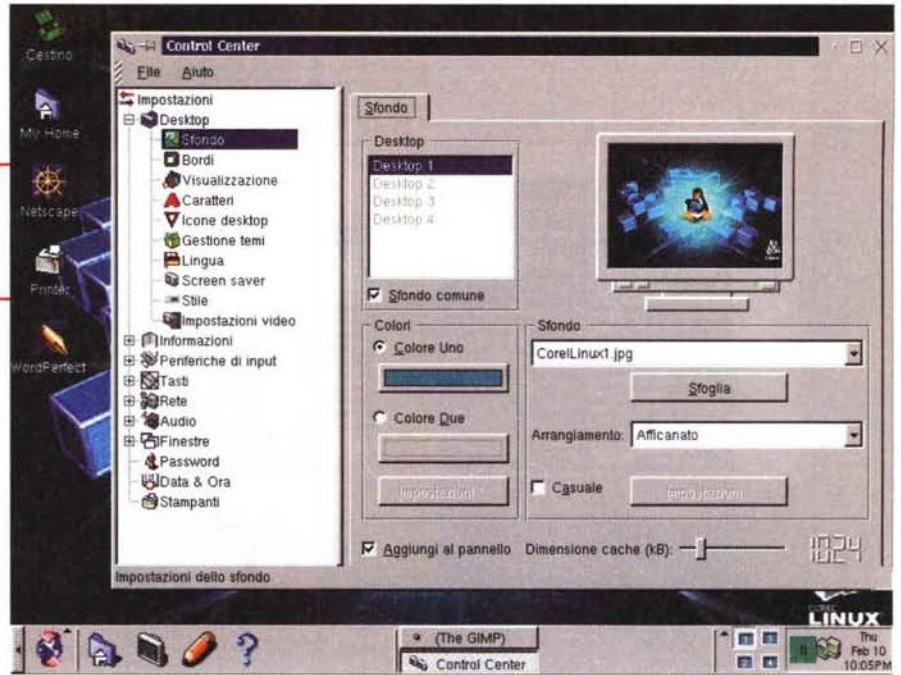 Cestino
My Home
Netscape
Printer
WordPerfect
Control Center
File Aiuto
Impostazioni
Desktop
Sfondo
Bordi
Visualizzazione
Caratteri
Icone desktop
Gestione temi
Lingua
Screen saver
Stile
Impostazioni video
Informazioni
Periferiche di input
Tasti
Rete
Audio
Finestre
Password
Data & Ora
Stampanti
Sfondo
Desktop
Desktop 1
Desktop 2
Desktop 3
Desktop 4
Sfondo comune
Colori
Colore Uno
Colore Due
Impostazioni
Sfondo
CorelLinux1.jpg
Sfoglia
Arrangiamento: Afficanato
Casuale
Impostazioni
Aggiungi al pannello Dimensione cache (kB): 1024
Impostazioni dello sfondo
COREL
LINUX
(The GIMP)
Control Center
Thu
Feb 10
10:05PM